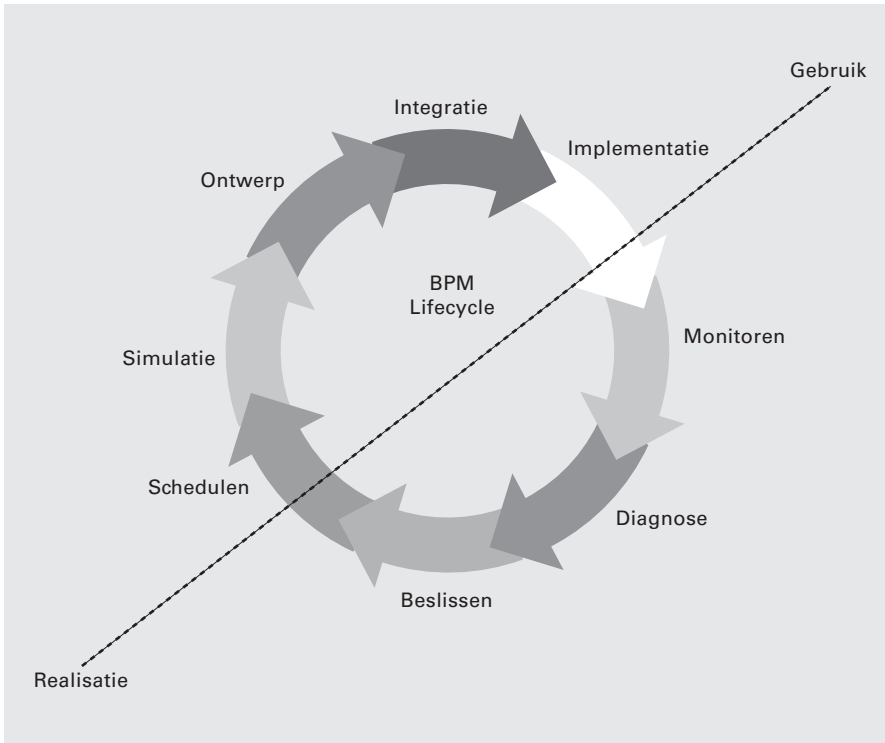 Gebruik
Integratie
Implementatie
Ontwerp
BPM
Lifecycle
Monitoren
Simulatie
Schedulen
Diagnose
Beslissen
Realisatie